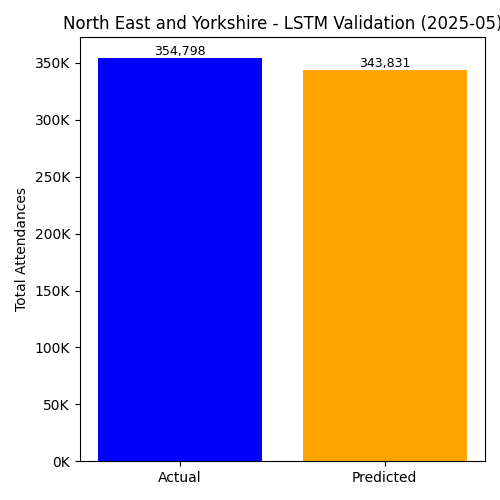 North East and Yorkshire - LSTM Validation (2025-05)
354,798
343,831
350K
300K
250K
200K
150K
100K
50K
0K
Total Attendances
Actual
Predicted